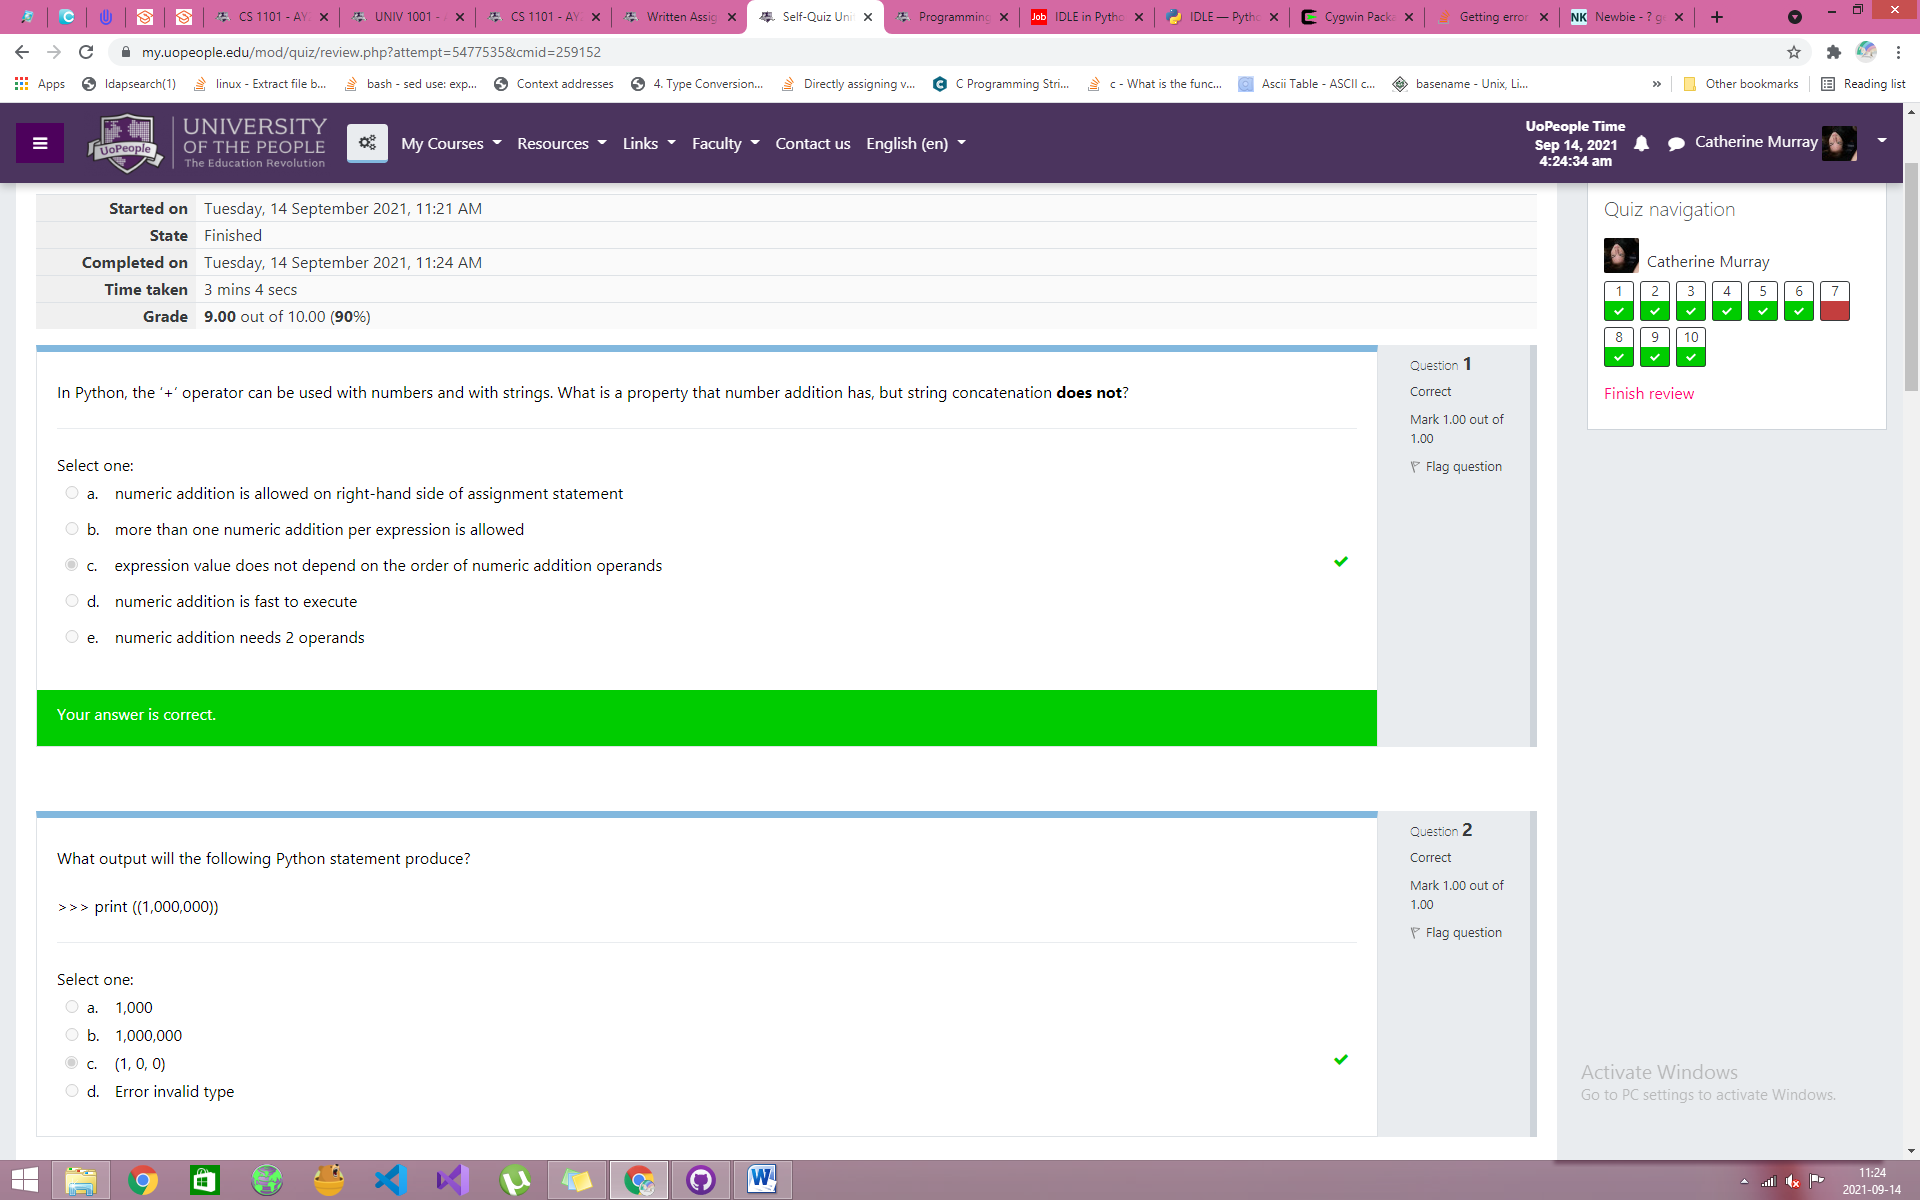 CS 1101 - AY
UNIV 1001 -
CS 1101 - AY
Written Assig
Self-Quiz Uni
Programming
Job IDLE in Pytho
IDLE — Pytho
Cygwin Packa
Getting error
NK Newbie - ? g
my.uopeople.edu/mod/quiz/review.php?attempt=5477535&cmid=259152
Apps
ldapsearch(1)
linux - Extract file b...
bash - sed use: exp...
Context addresses
4. Type Conversion...
Directly assigning v...
C Programming Stri...
c - What is the func...
Ascii Table - ASCII c...
basename - Unix, Li...
»
Other bookmarks
Reading list
UoPeople
UNIVERSITY
OF THE PEOPLE
The Education Revolution
My Courses
Resources
Links
Faculty
Contact us
English (en)
UoPeople Time
Sep 14, 2021
4:24:34 am
Catherine Murray
Started on Tuesday, 14 September 2021, 11:21 AM
State Finished
Completed on Tuesday, 14 September 2021, 11:24 AM
Time taken 3 mins 4 secs
Grade 9.00 out of 10.00 (90%)
Quiz navigation
Catherine Murray
1 2 3 4 5 6 7
8 9 10
Finish review
Question 1
Correct
Mark 1.00 out of
1.00
Flag question
In Python, the '+' operator can be used with numbers and with strings. What is a property that number addition has, but string concatenation does not?
Select one:
a. numeric addition is allowed on right-hand side of assignment statement
b. more than one numeric addition per expression is allowed
c. expression value does not depend on the order of numeric addition operands
d. numeric addition is fast to execute
e. numeric addition needs 2 operands
Your answer is correct.
Question 2
Correct
Mark 1.00 out of
1.00
Flag question
What output will the following Python statement produce?
>>> print ((1,000,000))
Select one:
a. 1,000
b. 1,000,000
c. (1, 0, 0)
d. Error invalid type
Activate Windows
Go to PC settings to activate Windows.
11:24
2021-09-14